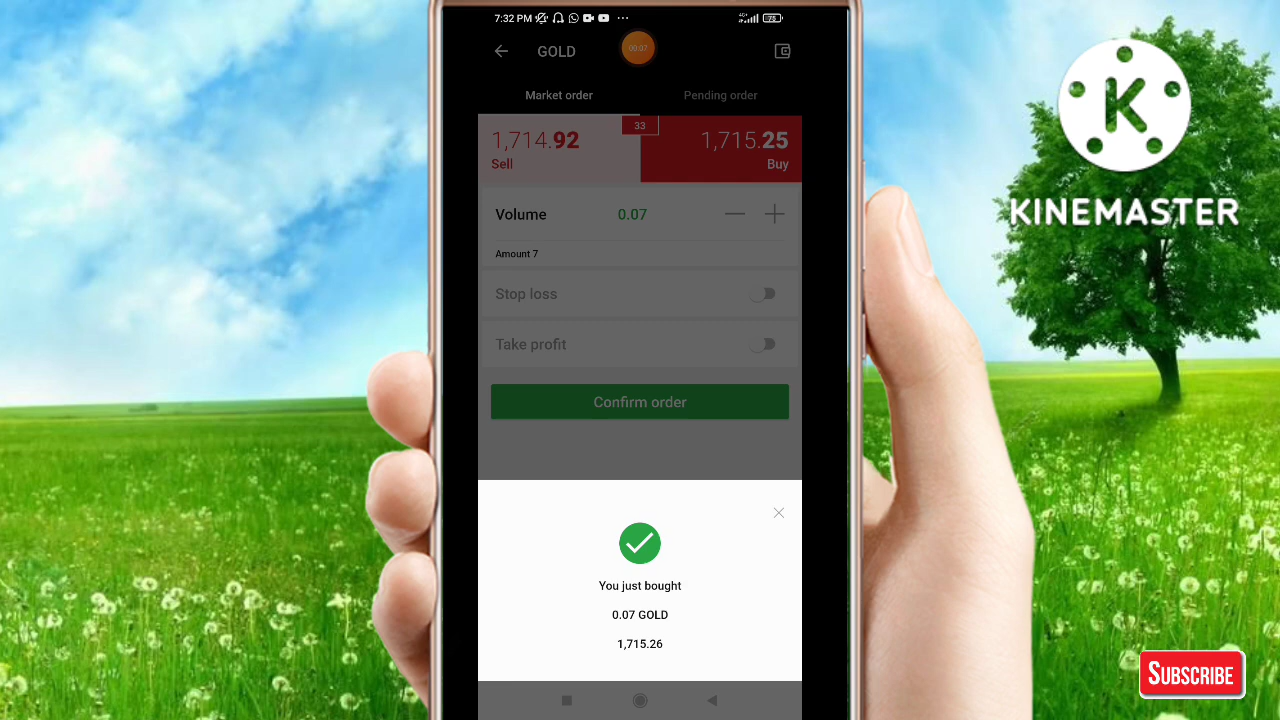 7:32 PM
GOLD
00:07
Market order
Pending order
1,714.92
33
1,715.25
Sell
Buy
Volume
0.07
Amount 7
Stop loss
Take profit
Confirm order
You just bought
0.07 GOLD
1,715.26
K
KINEMASTER
SUBSCRIBE